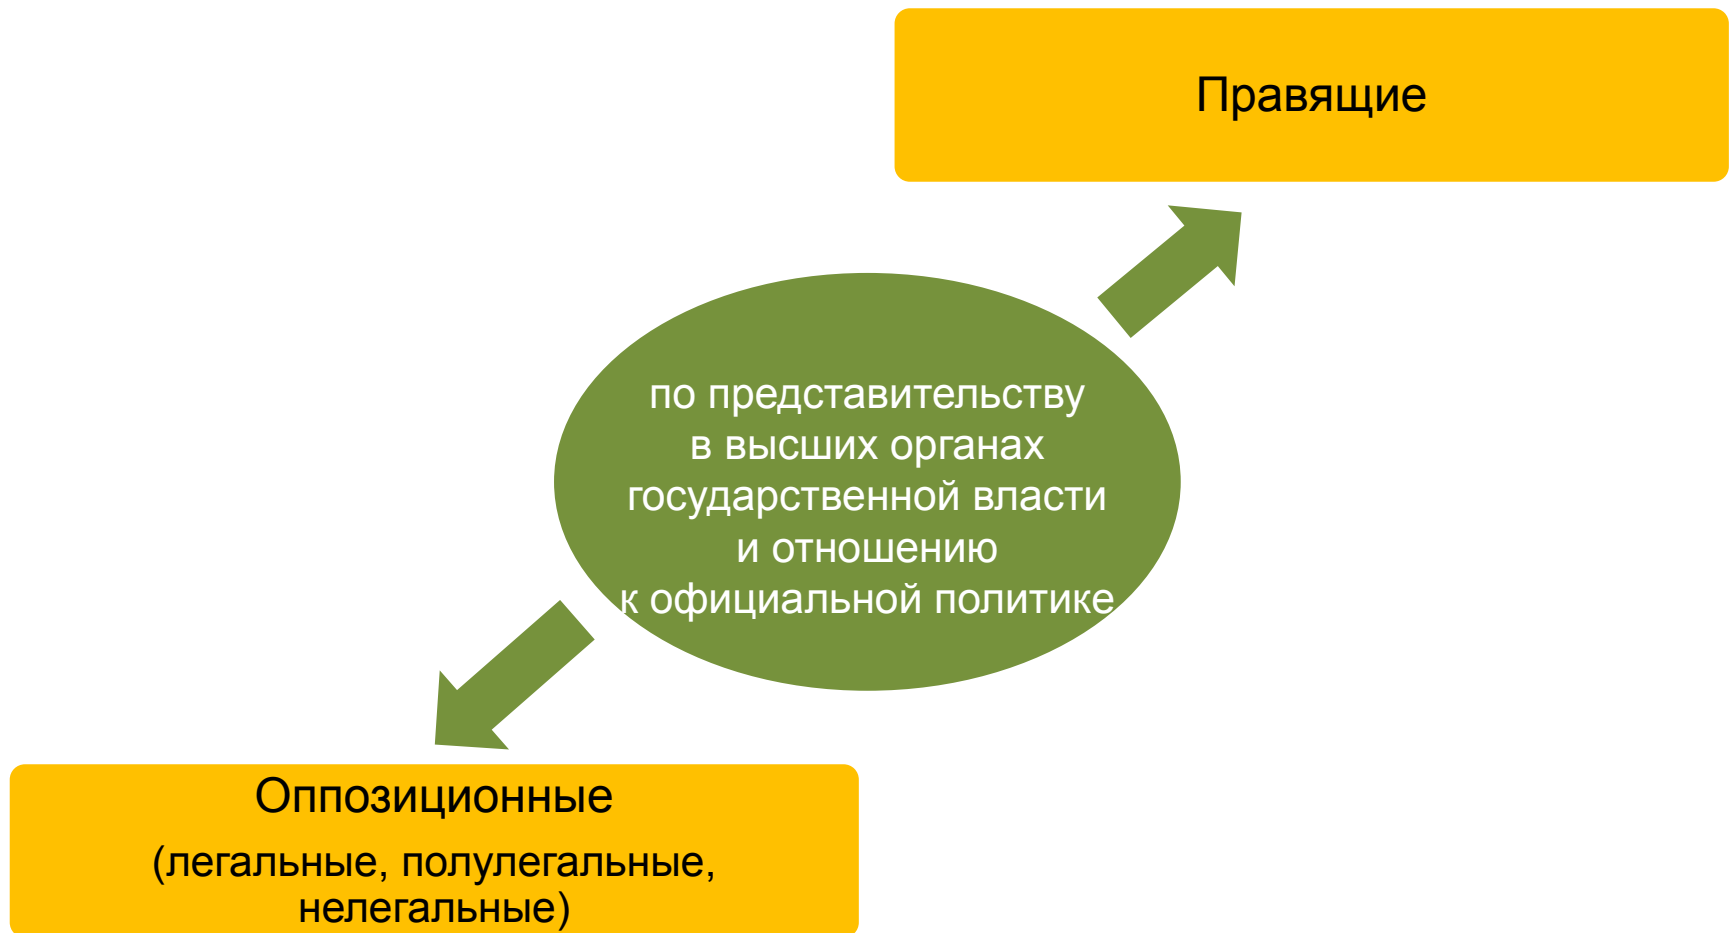 Правящие
по представительству
в высших органах
государственной власти
и отношению
к официальной политике
Оппозиционные
(легальные, полулегальные,
нелегальные)